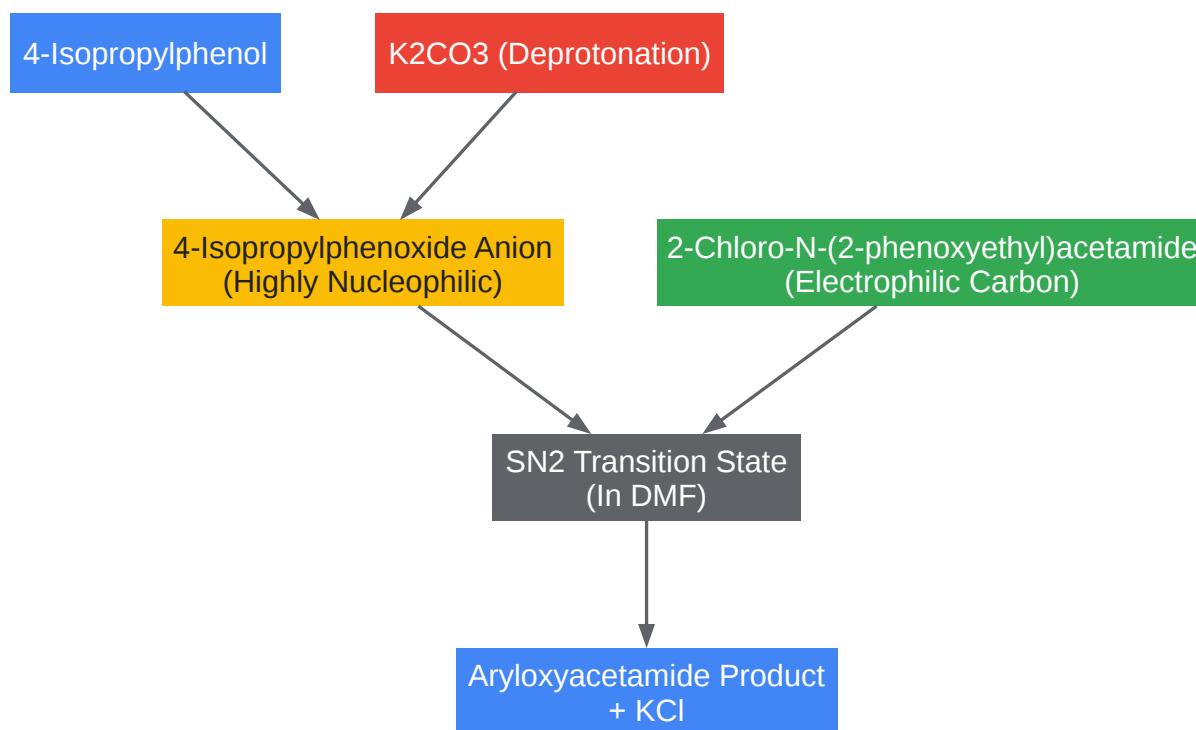 4-Isopropylphenol
K2CO3 (Deprotonation)
4-Isopropylphenoxide Anion
(Highly Nucleophilic)
2-Chloro-N-(2-phenoxyethyl)acetamide
(Electrophilic Carbon)
SN2 Transition State
(In DMF)
Aryloxyacetamide Product
+ KCl